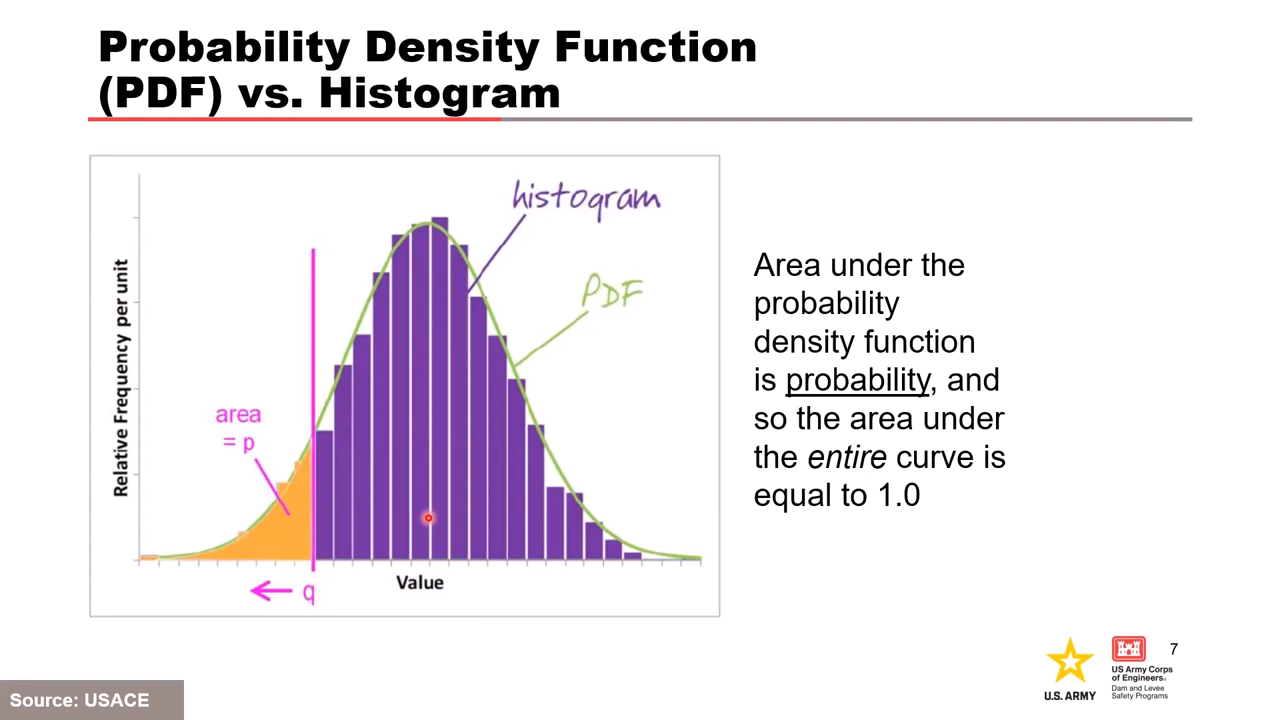 Probability Density Function
(PDF) vs. Histogram
histogram
PDF
Relative Frequency per unit
area
= p
q
Value
Area under the
probability
density function
is probability, and
so the area under
the entire curve is
equal to 1.0
7
U.S. ARMY
US Army Corps
of Engineers®
Dam and Levee
Safety Programs
Source: USACE